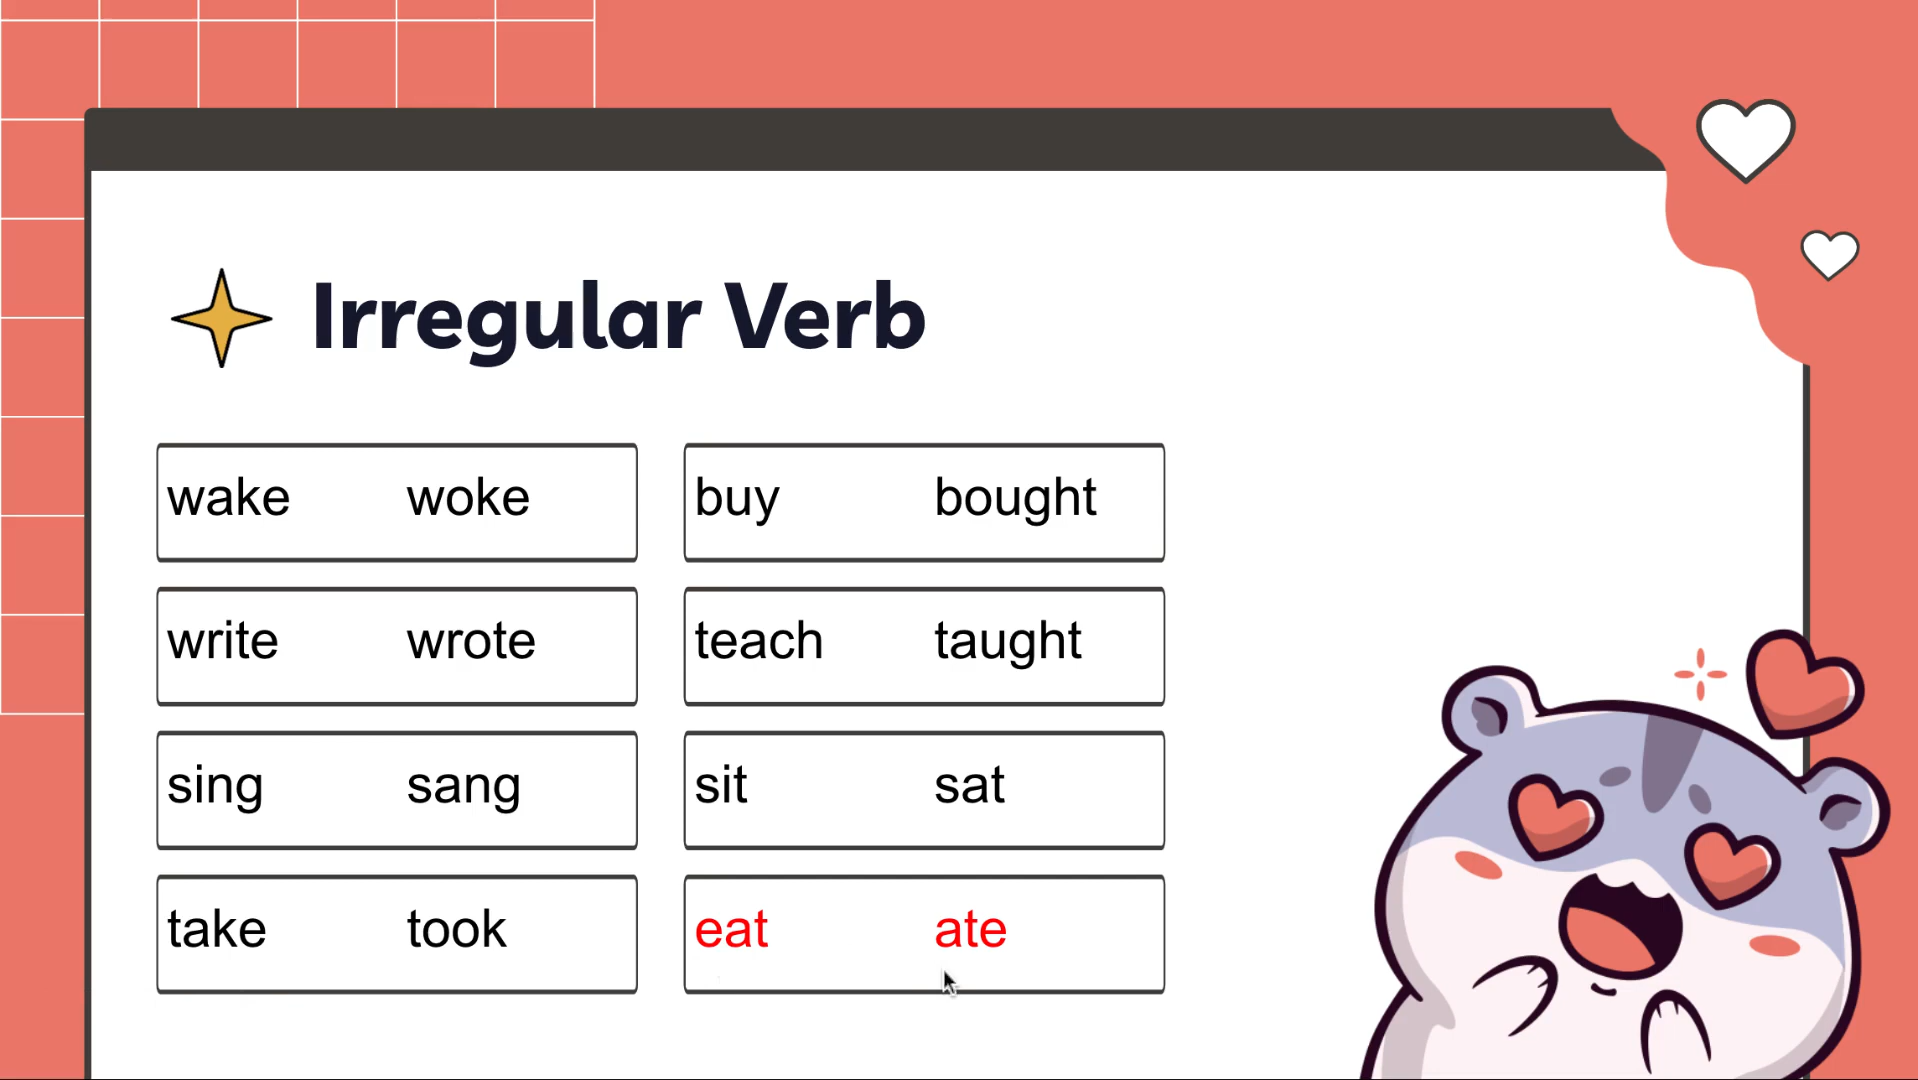 Irregular Verb
wake woke
write wrote
sing sang
take took
buy bought
teach taught
sit sat
eat ate